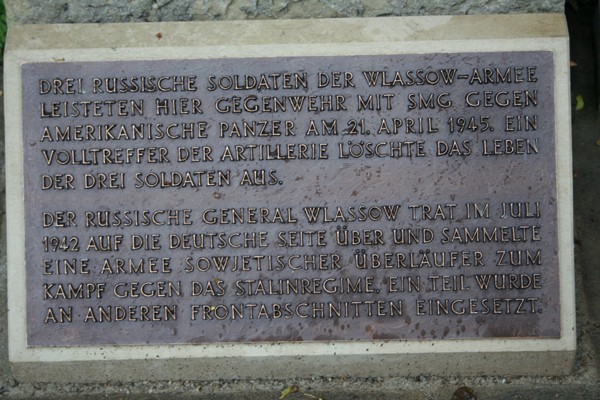 DREI RUSSISCHE SOLDATEN DER WLASSOW-ARMEE
LEISTETEN HIER GEGENWEHR MIT SMG GEGEN
AMERIKANISCHE PANZER AM 21. APRIL 1945. EIN
VOLLTREFFER DER ARTILLERIE LÖSCHTE DAS LEBEN
DER DREI SOLDATEN AUS.
DER RUSSISCHE GENERAL WLASSOW TRAT IM JULI
1942 AUF DIE DEUTSCHE SEITE ÜBER UND SAMMELTE
EINE ARMEE SOWJETISCHER ÜBERLÄUFER ZUM
KAMPF GEGEN DAS STALINREGIME, EIN TEIL WURDE
AN ANDEREN FRONTABSCHNITTEN EINGESETZT.